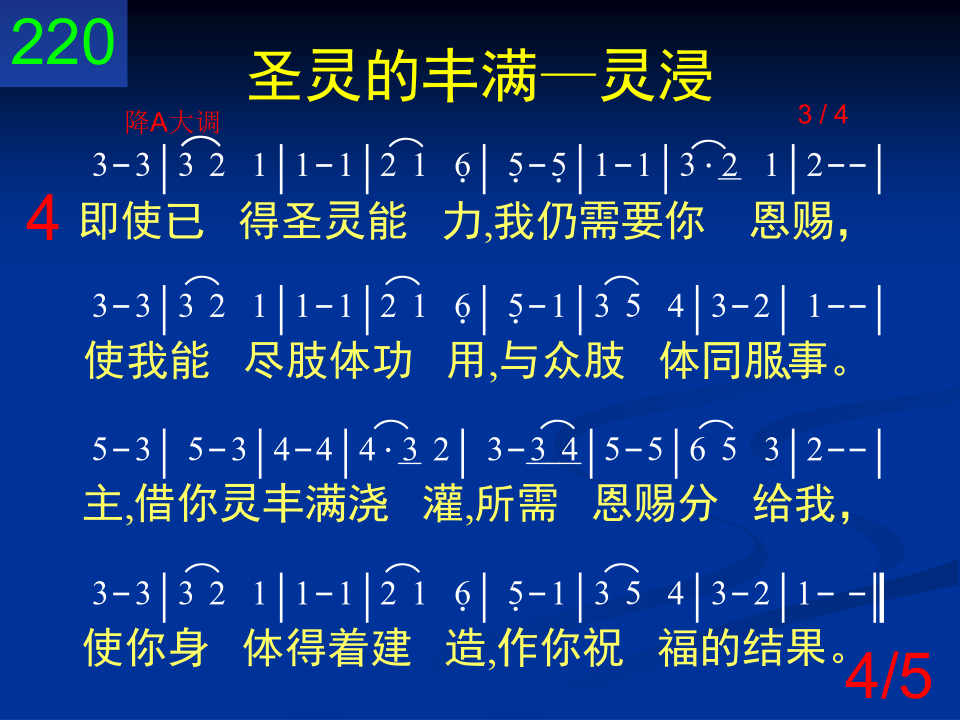 220
圣灵的丰满—灵浸
降A大调
3 / 4
3-3|3 2 1|1-1|2 1 6̣|5̣-5̣|1-1|3·2 1|2--|
4
即使已 得圣灵能 力,我仍需要你 恩赐,
3-3|3 2 1|1-1|2 1 6̣|5̣-1|3 5 4|3-2|1--|
使我能 尽肢体功 用,与众肢 体同服、事。
5-3|5-3|4-4|4·3 2|3-3 4|5-5|6 5 3|2--|
主,借你灵丰满浇 灌,所需 恩赐分 给我,
3-3|3 2 1|1-1|2 1 6̣|5̣-1|3 5 4|3-2|1- -‖
使你身 体得着建 造,作你祝 福的结果。
4/5